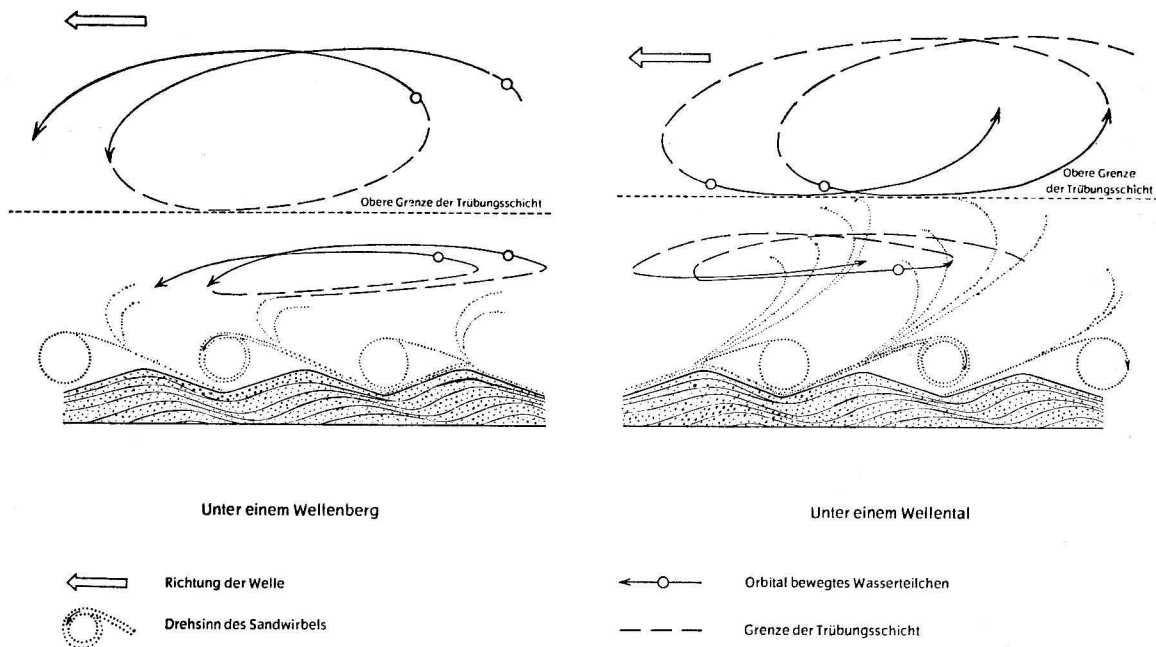 Obere Grenze der Trübungsschicht
Obere Grenze
der Trübungsschicht
Unter einem Wellenberg
Unter einem Wellental
Richtung der Welle
Orbital bewegtes Wasserteilchen
Drehsinn des Sandwirbels
Grenze der Trübungsschicht